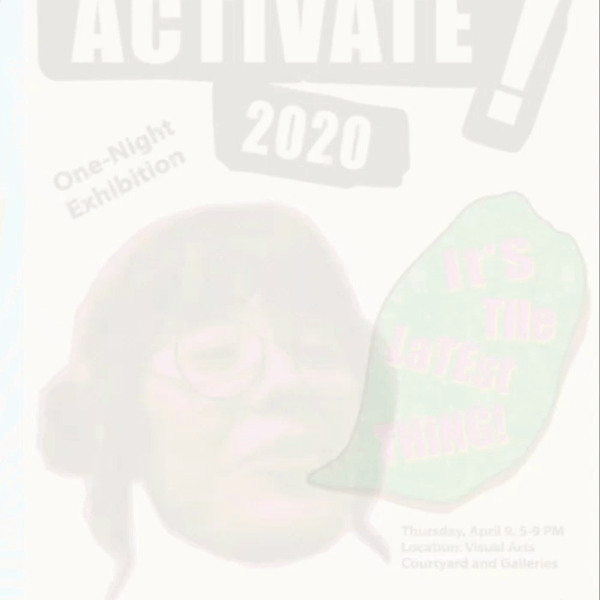 ACTIVATE!
2020
One-Night
Exhibition
It'S
THe
LaTEsT
THING!
Thursday, April 9, 5-9 PM
Location: Visual Arts
Courtyard and Galleries